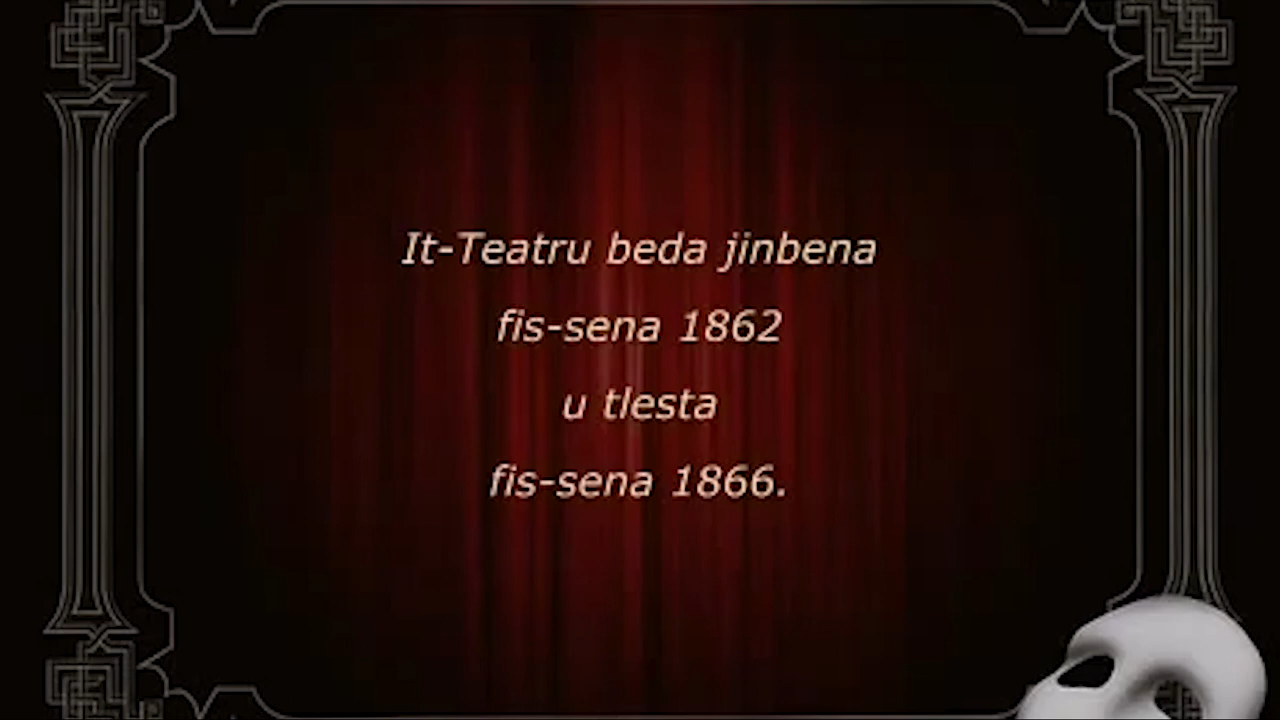 It-Teatru beda jinbena
fis-sena 1862
u tlesta
fis-sena 1866.